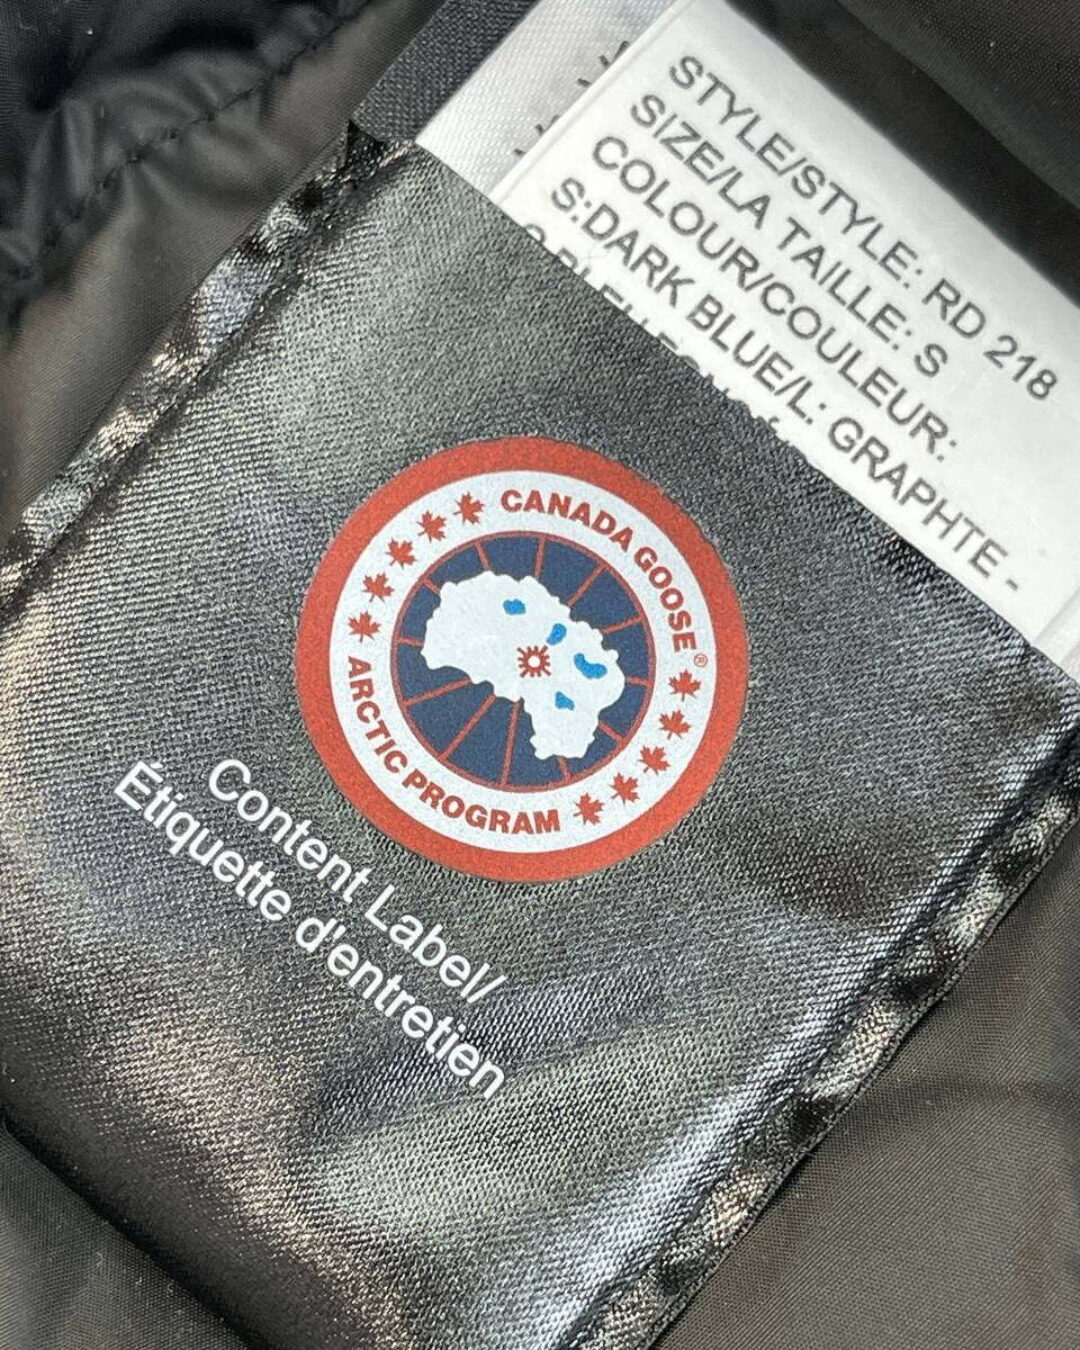 STYLE/STYLE: RD 218
SIZE/LA TAILLE: S
COLOUR/COULEUR:
S:DARK BLUE/L: GRAPHTE -
CANADA GOOSE®
ARCTIC PROGRAM
Content Label/
Étiquette d'entretien